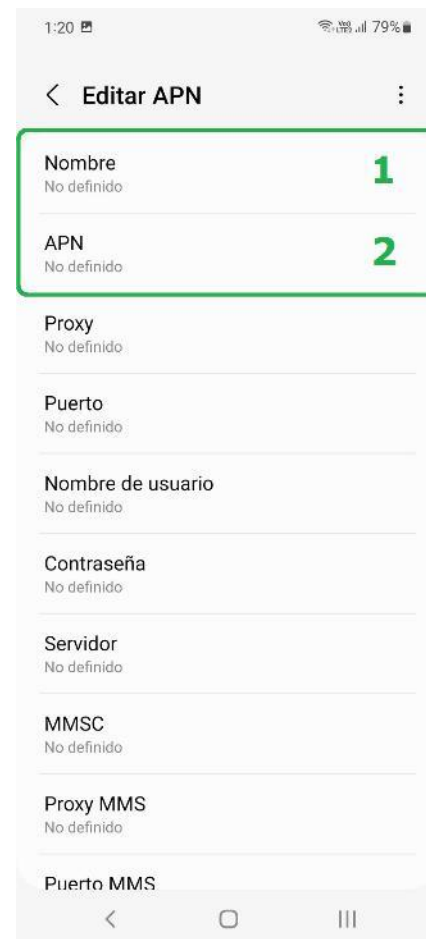 1:20 79%
Editar APN
Nombre 1
No definido
APN 2
No definido
Proxy
No definido
Puerto
No definido
Nombre de usuario
No definido
Contraseña
No definido
Servidor
No definido
MMSC
No definido
Proxy MMS
No definido
Puerto MMS